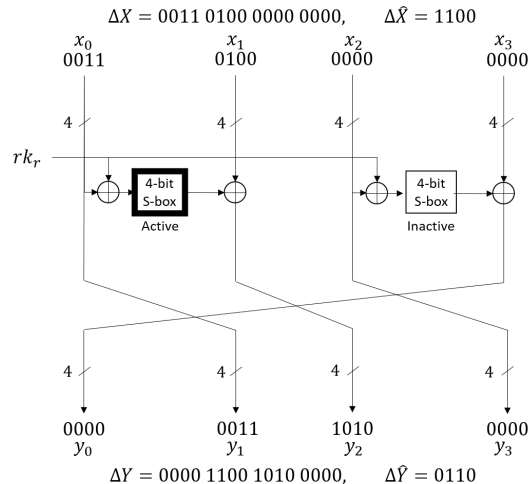 ΔX = 0011 0100 0000 0000, ΔX̂ = 1100
x₀ x₁ x₂ x₃
0011 0100 0000 0000
4 4 4 4
rkᵣ
4-bit S-box 4-bit S-box
Active Inactive
4 4 4 4
0000 0011 1010 0000
y₀ y₁ y₂ y₃
ΔY = 0000 1100 1010 0000, ΔŶ = 0110